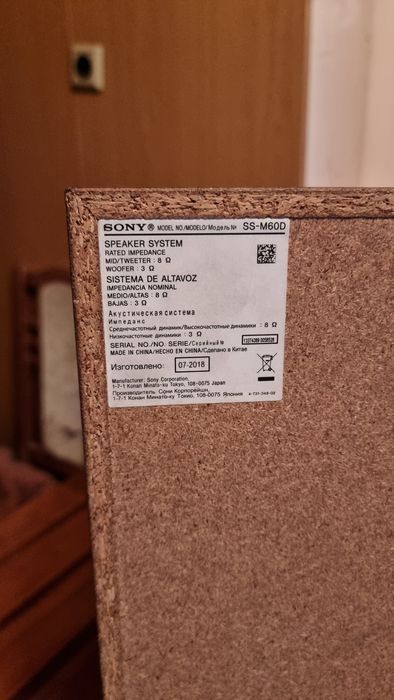 SONY® MODEL NO./MODELO/Модель № SS-M60D
SPEAKER SYSTEM
RATED IMPEDANCE
MID/TWEETER : 8 Ω
WOOFER : 3 Ω
SISTEMA DE ALTAVOZ
IMPEDANCIA NOMINAL
MEDIO/ALTAS : 8 Ω
BAJAS : 3 Ω
Акустическая система
Импеданс
Среднечастотный динамик/Высокочастотные динамики : 8 Ω
Низкочастотные динамики : 3 Ω
SERIAL NO./NO. SERIE/Серийный №
MADE IN CHINA/HECHO EN CHINA/Сделано в Китае
Изготовлено: 07-2018
Manufacturer: Sony Corporation,
1-7-1 Konan Minato-ku Tokyo, 108-0075 Japan
Производитель: Сони Корпорейшн,
1-7-1 Конан Минато-ку Токио, 108-0075 Япония